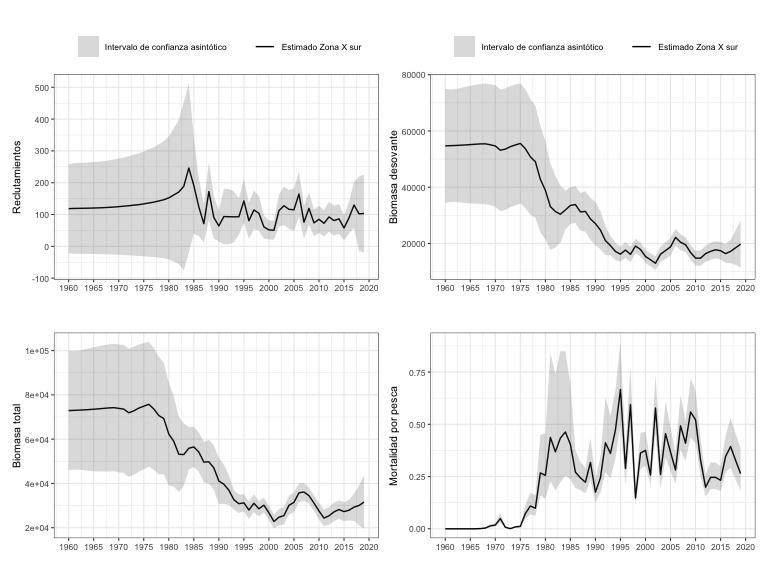 Intervalo de confianza asintótico Estimado Zona X sur
Reclutamientos
500
400
300
200
100
0
-100
1960 1965 1970 1975 1980 1985 1990 1995 2000 2005 2010 2015 2020
Intervalo de confianza asintótico Estimado Zona X sur
Biomasa desovante
80000
60000
40000
20000
1960 1965 1970 1975 1980 1985 1990 1995 2000 2005 2010 2015 2020
Biomasa total
1e+05
8e+04
6e+04
4e+04
2e+04
1960 1965 1970 1975 1980 1985 1990 1995 2000 2005 2010 2015 2020
Mortalidad por pesca
0.75
0.50
0.25
0.00
1960 1965 1970 1975 1980 1985 1990 1995 2000 2005 2010 2015 2020